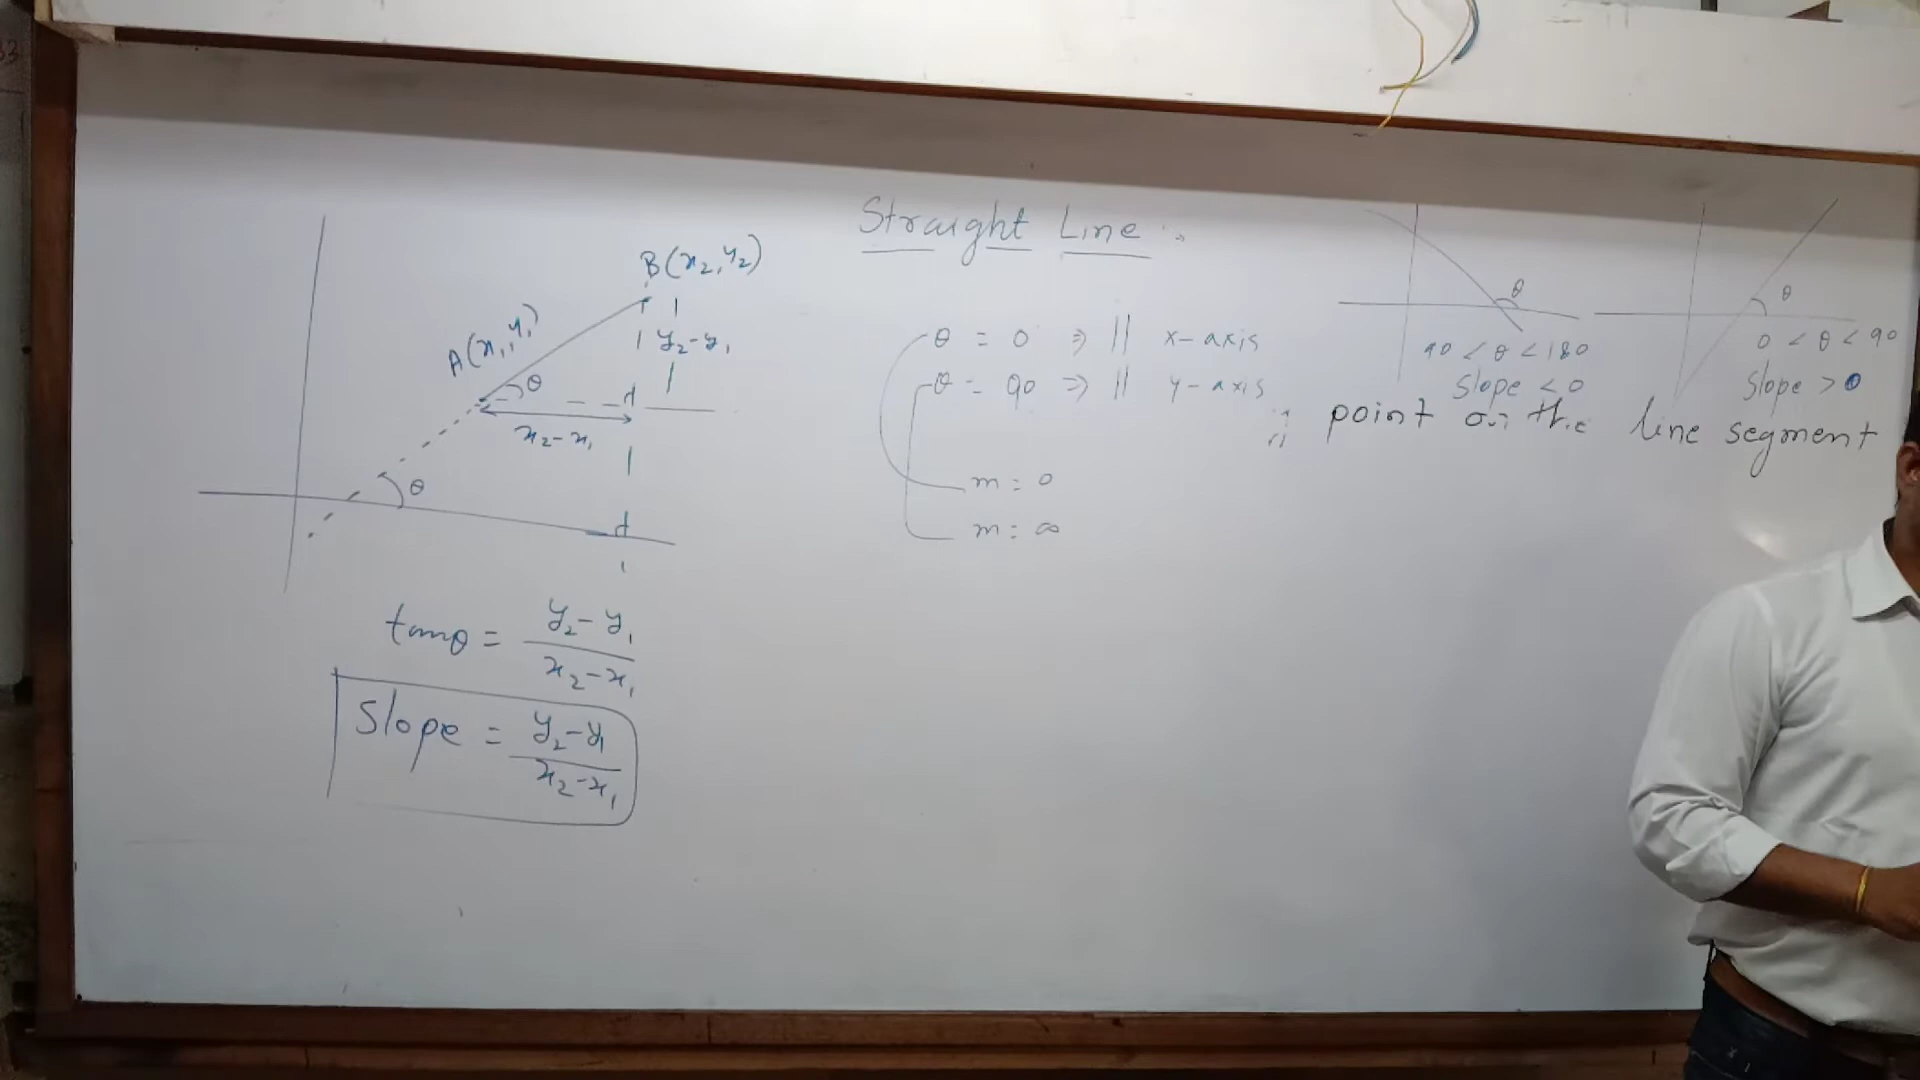 Straight Line :-
B(x₂, y₂)
A(x₁, y₁)
y₂-y₁
θ
x₂-x₁
θ
tanθ = (y₂-y₁)/(x₂-x₁)
Slope = (y₂-y₁)/(x₂-x₁)
θ = 0 ⇒ || x-axis
θ = 90 ⇒ || y-axis
m = 0
m = ∞
θ
90 < θ < 180
Slope < 0
θ
0 < θ < 90
Slope > 0
point on the line segment
33